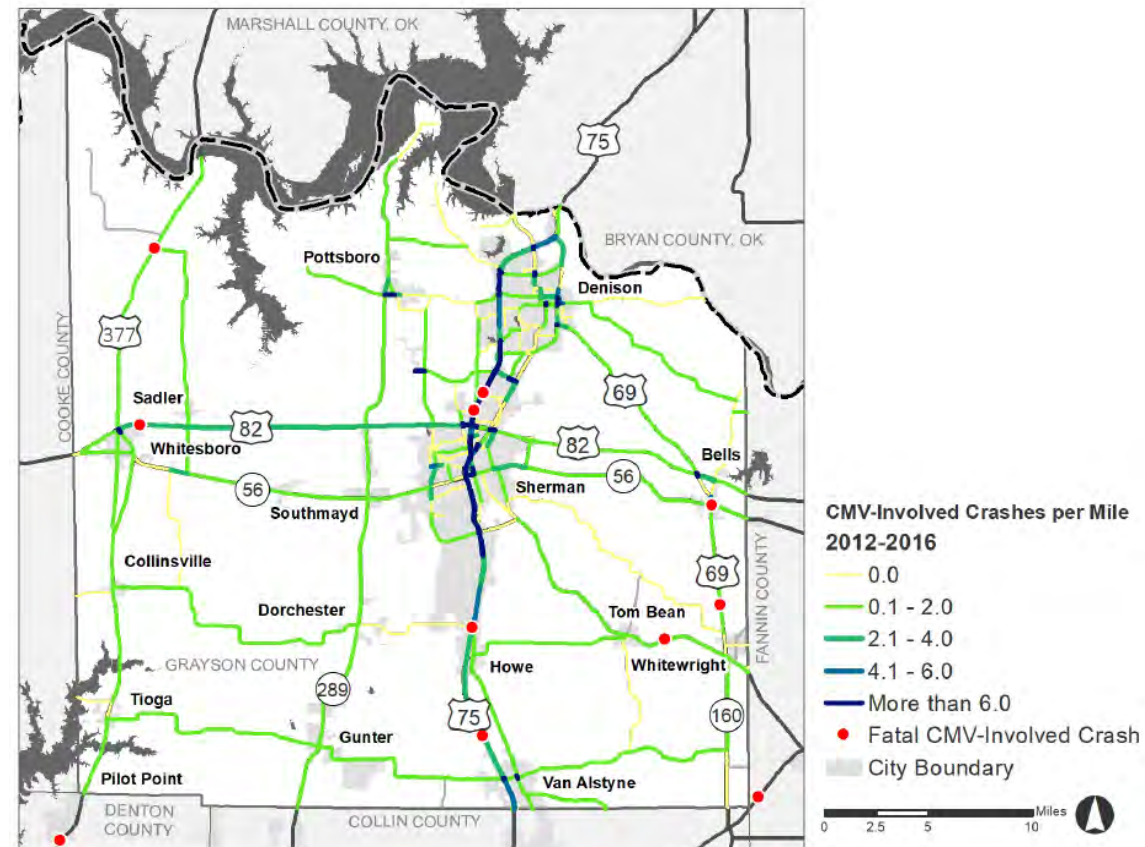 MARSHALL COUNTY, OK
75
BRYAN COUNTY, OK
Pottsboro
Denison
377
COOKE COUNTY
Sadler
82
69
Whitesboro
82
Bells
56
56
Sherman
Southmayd
Collinsville
69
FANNIN COUNTY
Dorchester
Tom Bean
GRAYSON COUNTY
Howe
Whitewright
289
Tioga
75
160
Gunter
Pilot Point
Van Alstyne
DENTON
COUNTY
COLLIN COUNTY
CMV-Involved Crashes per Mile
2012-2016
0.0
0.1 - 2.0
2.1 - 4.0
4.1 - 6.0
More than 6.0
Fatal CMV-Involved Crash
City Boundary
Miles
0 2.5 5 10